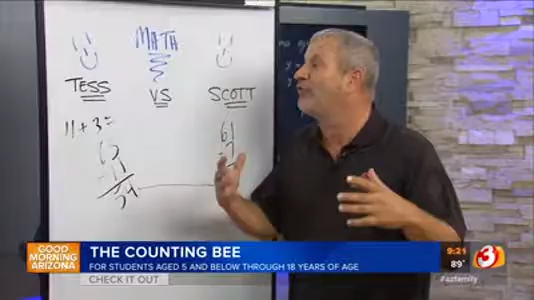 MATH
TESS VS SCOTT
11 + 3 =
61
GOOD
MORNING
ARIZONA
THE COUNTING BEE
FOR STUDENTS AGED 5 AND BELOW THROUGH 18 YEARS OF AGE
CHECK IT OUT
9:21
89°
3
#azfamily